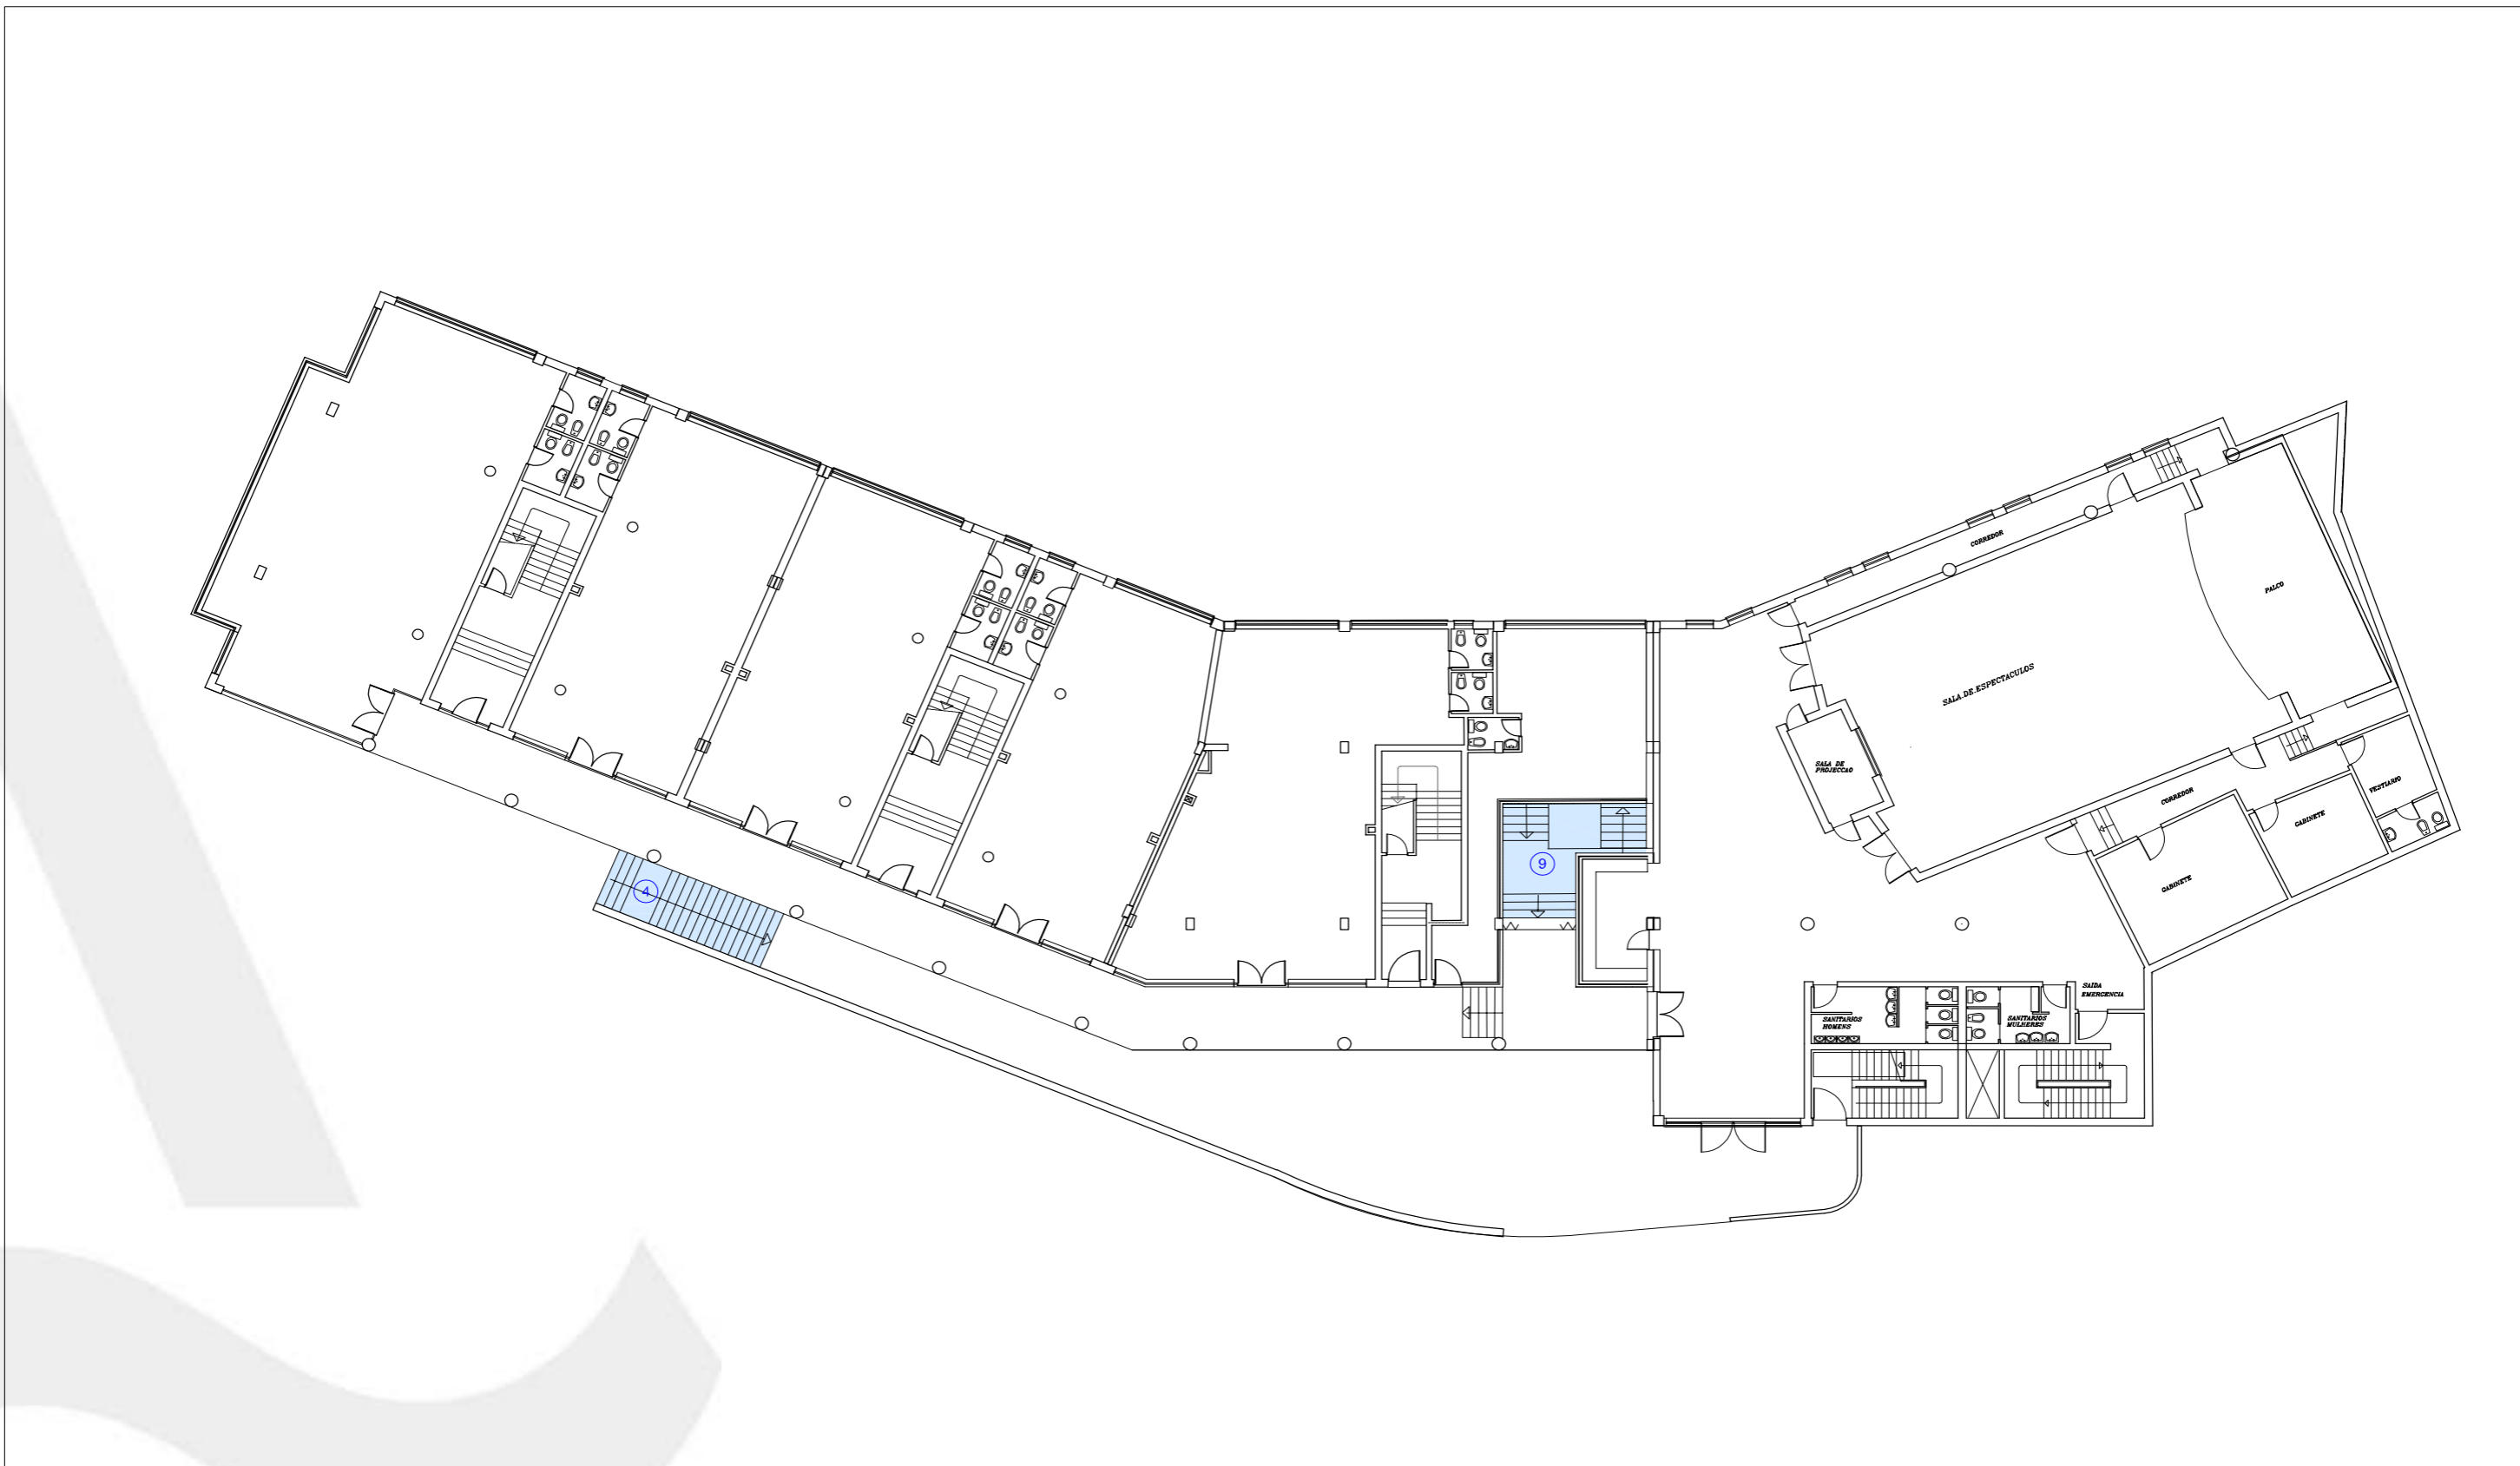 CORREDOR
PALCO
SALA DE ESPECTACULOS
SALA DE
PROJECCAO
VESTIARIO
CORREDOR
GABINETE
GABINETE
9
4
SAIDA
EMERGENCIA
SANITARIOS
HOMENS
SANITARIOS
MULHERES